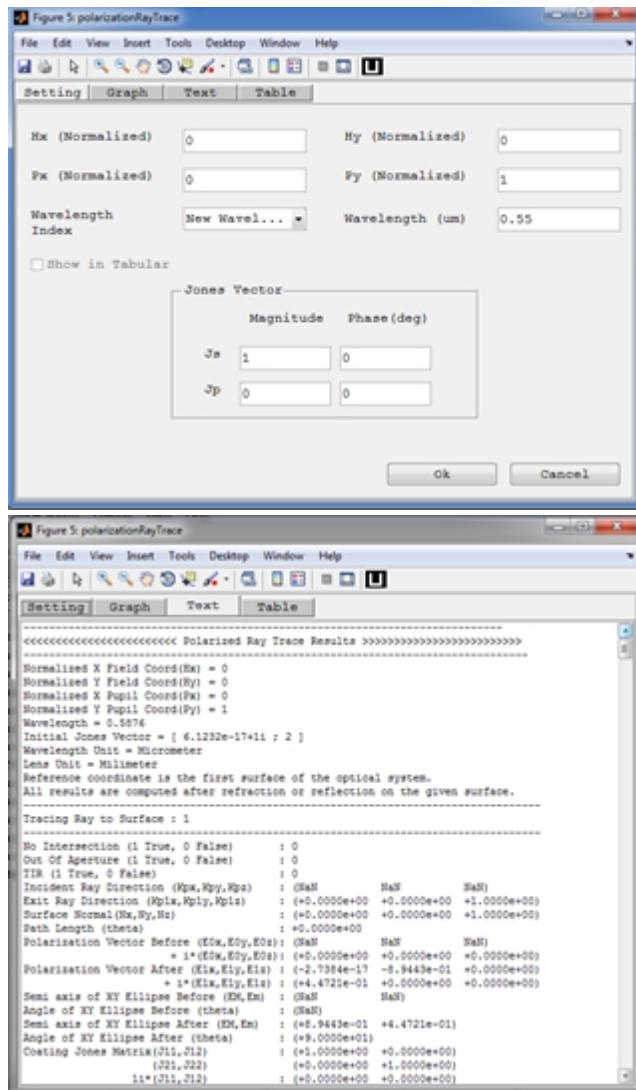 Figure 5: polarizationRayTrace
File Edit View Insert Tools Desktop Window Help
Setting Graph Text Table
Hx (Normalized) 0 Hy (Normalized) 0
Px (Normalized) 0 Py (Normalized) 1
Wavelength Index New Wavel... Wavelength (um) 0.55
Show in Tabular
Jones Vector
Magnitude Phase(deg)
Js 1 0
Jp 0 0
Ok Cancel
Figure 5: polarizationRayTrace
File Edit View Insert Tools Desktop Window Help
Setting Graph Text Table
<<<<<<<<<<<<<<<<<<<<<<<<< Polarized Ray Trace Results >>>>>>>>>>>>>>>>>>>>>>>>>
Normalized X Field Coord(Hx) = 0
Normalized Y Field Coord(Hy) = 0
Normalized X Pupil Coord(Px) = 0
Normalized Y Pupil Coord(Py) = 1
Wavelength = 0.5876
Initial Jones Vector = [ 6.1232e-17+1i ; 2 ]
Wavelength Unit = Micrometer
Lens Unit = Milimeter
Reference coordinate is the first surface of the optical system.
All results are computed after refraction or reflection on the given surface.
Tracing Ray to Surface : 1
No Intersection (1 True, 0 False) : 0
Out Of Aperture (1 True, 0 False) : 0
TIR (1 True, 0 False) : 0
Incident Ray Direction (Kpx,Kpy,Kpz) : (NaN NaN NaN)
Exit Ray Direction (Kp1x,Kp1y,Kp1z) : (+0.0000e+00 +0.0000e+00 +1.0000e+00)
Surface Normal(Nx,Ny,Nz) : (+0.0000e+00 +0.0000e+00 +1.0000e+00)
Path Length (theta) : +0.0000e+00
Polarization Vector Before (E0x,E0y,E0z): (NaN NaN NaN)
+ i*(E0x,E0y,E0z): (+0.0000e+00 +0.0000e+00 +0.0000e+00)
Polarization Vector After (E1x,E1y,E1z) : (-2.7384e-17 -8.9443e-01 +0.0000e+00)
+ i*(E1x,E1y,E1z) : (+4.4721e-01 +0.0000e+00 +0.0000e+00)
Semi axis of XY Ellipse Before (EM,Em) : (NaN NaN)
Angle of XY Ellipse Before (theta) : (NaN)
Semi axis of XY Ellipse After (EM,Em) : (+8.9443e-01 +4.4721e-01)
Angle of XY Ellipse After (theta) : (+9.0000e+01)
Coating Jones Matrix(J11,J12) : (+1.0000e+00 +0.0000e+00)
(J21,J22) : (+0.0000e+00 +1.0000e+00)
1i*(J11,J12) : (+0.0000e+00 +0.0000e+00)